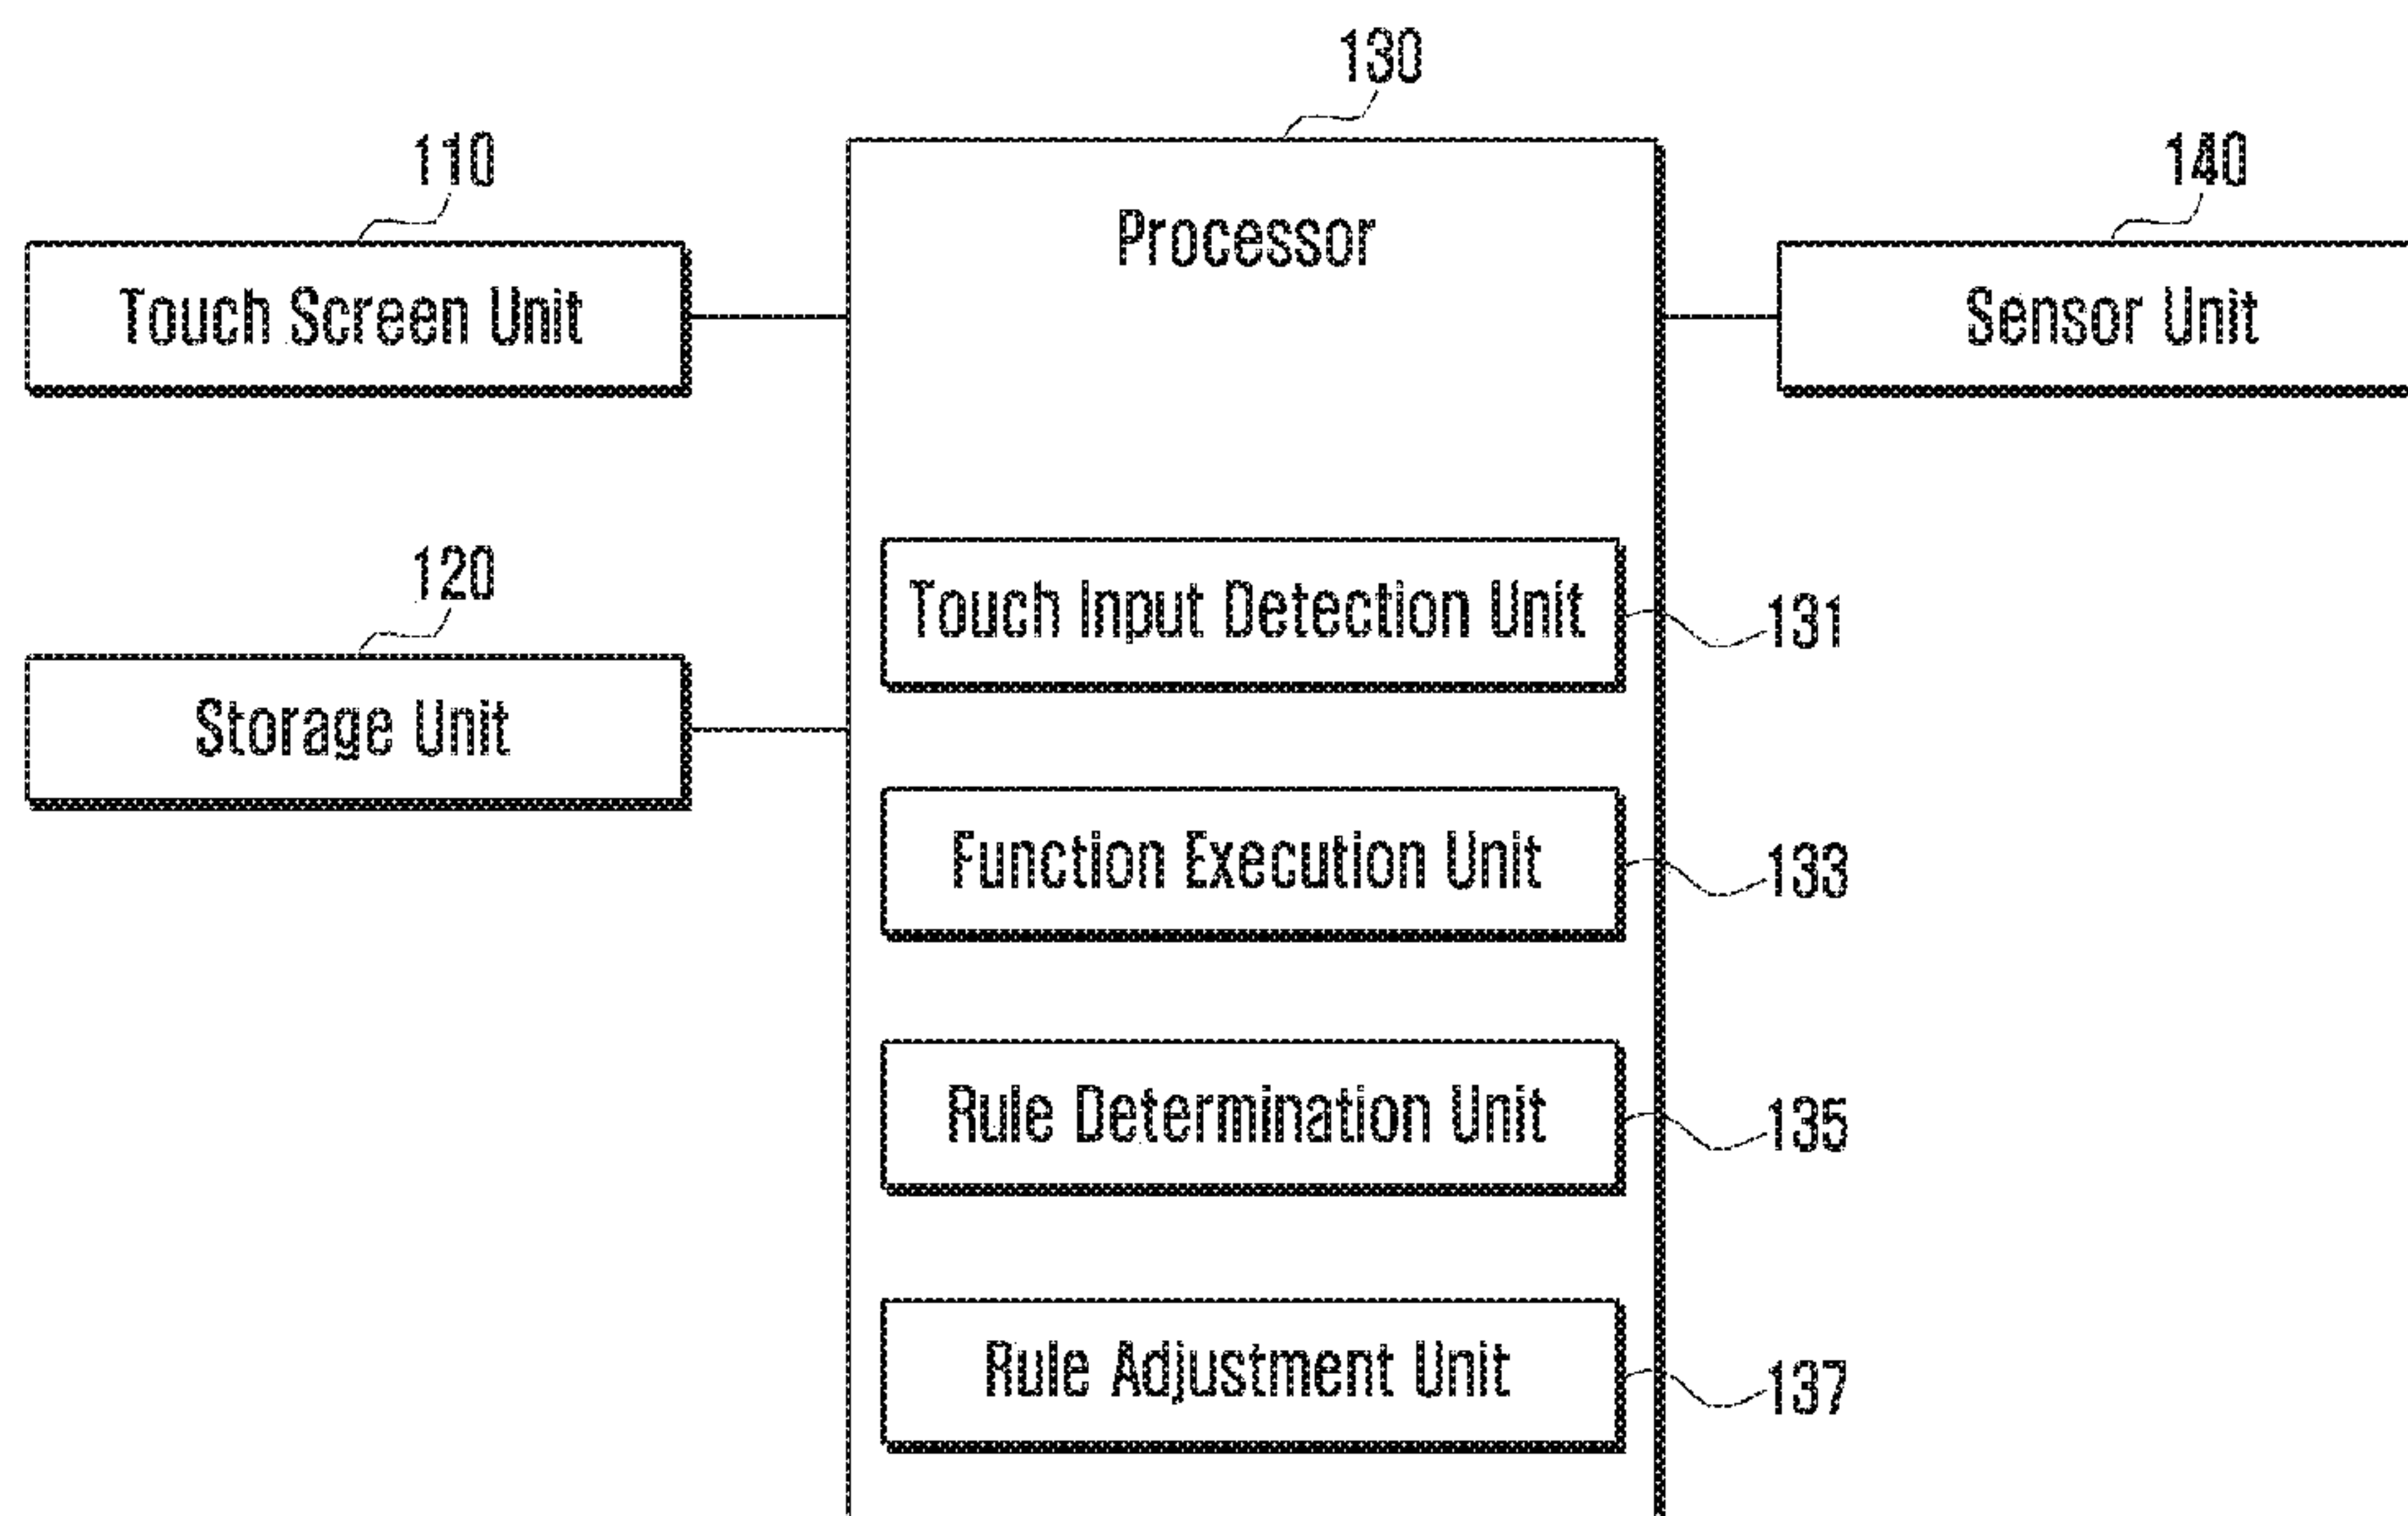 130
110
140
Processor
Touch Screen Unit
Sensor Unit
120
Touch Input Detection Unit
131
Storage Unit
Function Execution Unit
133
Rule Determination Unit
135
Rule Adjustment Unit
137